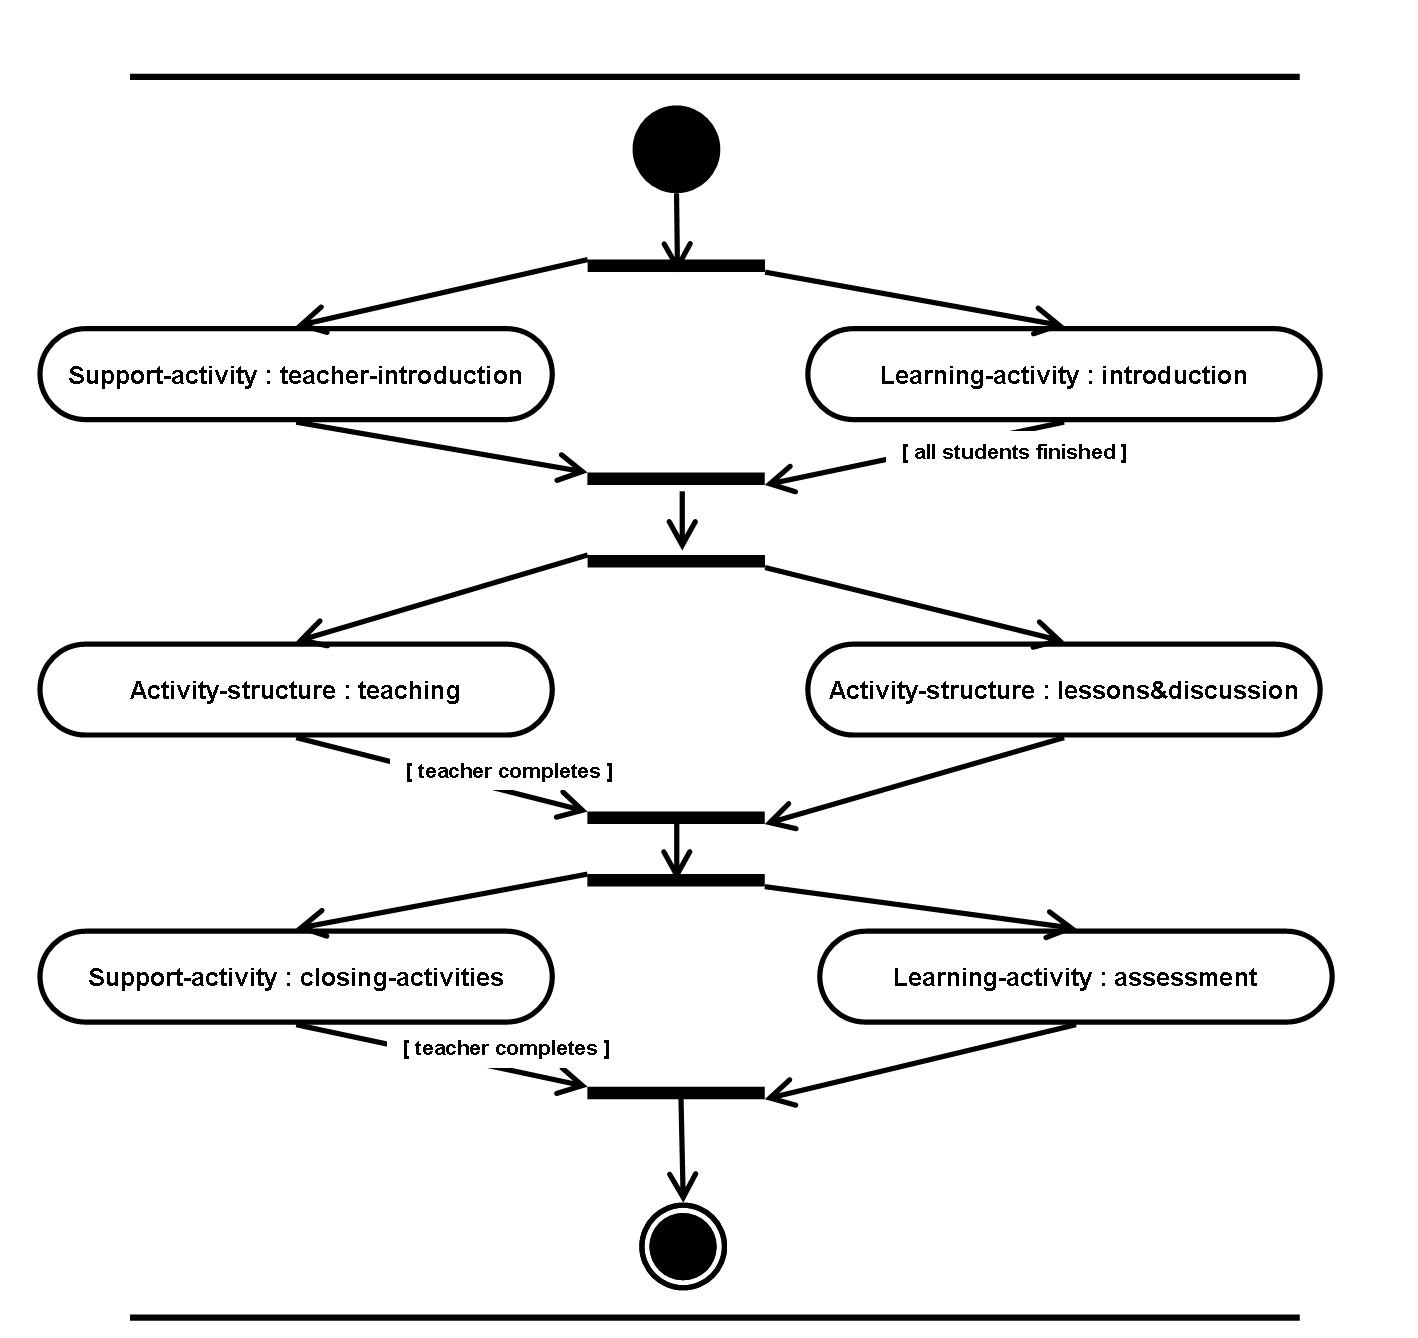 Support-activity : teacher-introduction
Learning-activity : introduction
[ all students finished ]
Activity-structure : teaching
Activity-structure : lessons&discussion
[ teacher completes ]
Support-activity : closing-activities
Learning-activity : assessment
[ teacher completes ]